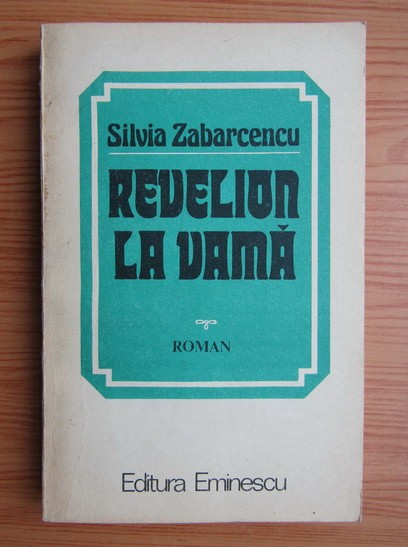 Silvia Zabarcencu
REVELION
LA VAMĂ
ROMAN
Editura Eminescu